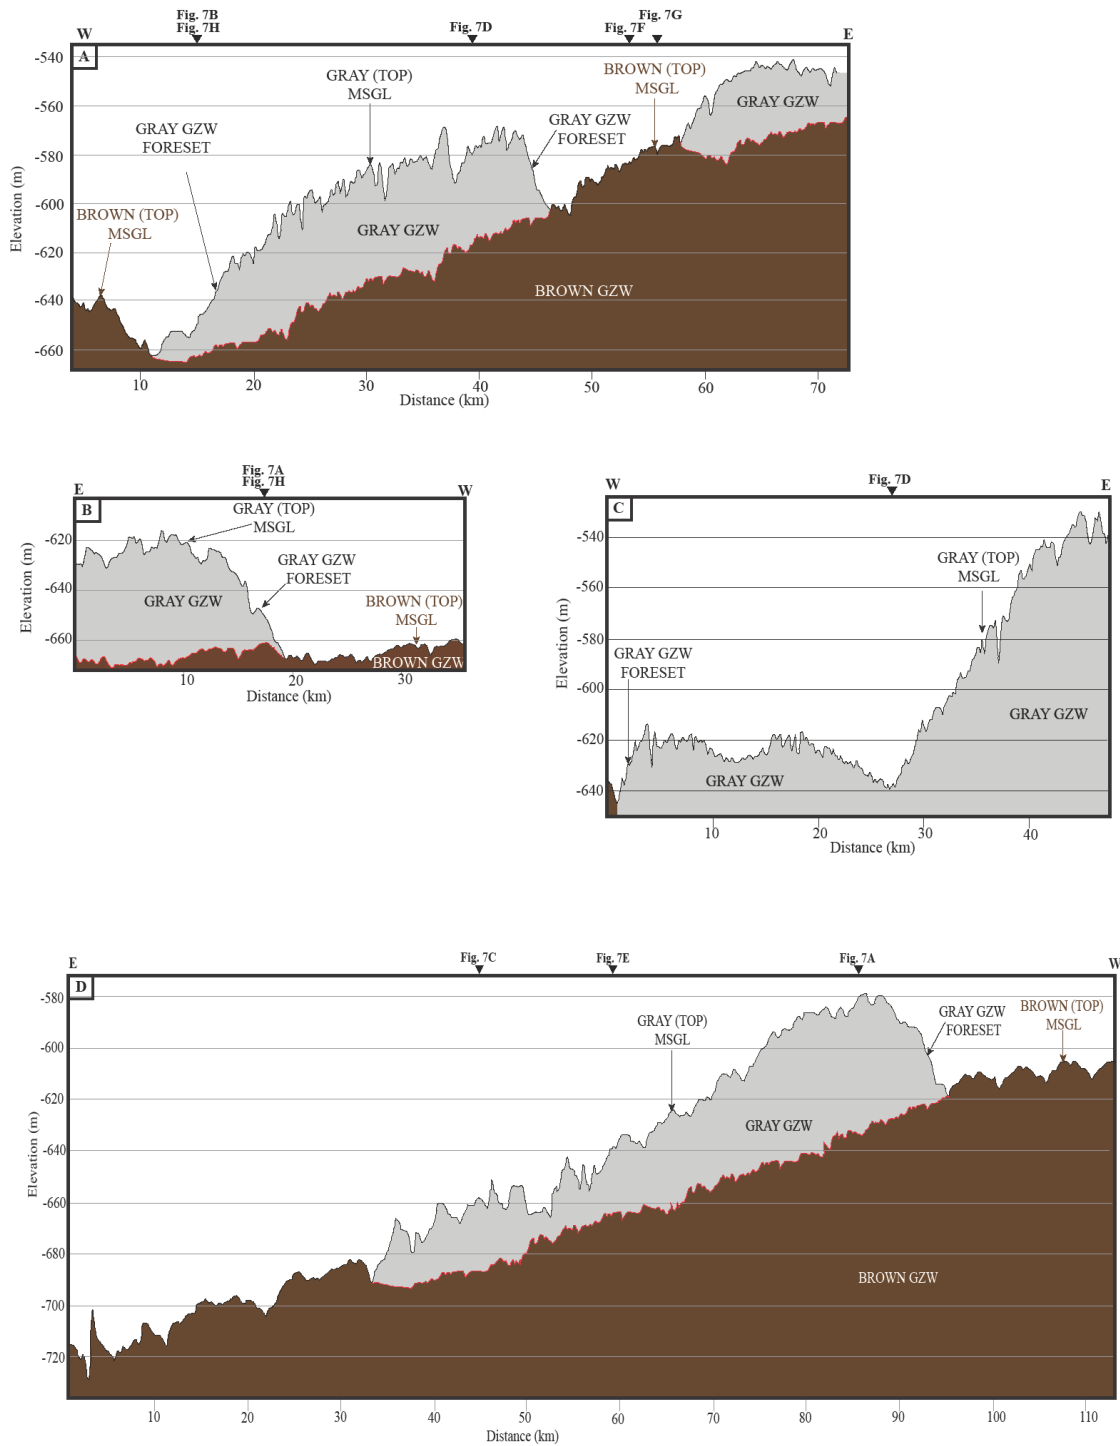 Fig. 7B
Fig. 7H
Fig. 7D
Fig. 7F
Fig. 7G
W
E
A
-540
-560
-580
-600
-620
-640
-660
Elevation (m)
GRAY (TOP)
MSGL
BROWN (TOP)
MSGL
GRAY GZW
GRAY GZW
FORESET
GRAY GZW
FORESET
BROWN (TOP)
MSGL
GRAY GZW
BROWN GZW
10
20
30
40
50
60
70
Distance (km)
Fig. 7A
Fig. 7H
E
W
B
-620
-640
-660
Elevation (m)
GRAY (TOP)
MSGL
GRAY GZW
FORESET
GRAY GZW
BROWN (TOP)
MSGL
BROWN GZW
10
20
30
Distance (km)
Fig. 7D
W
E
C
-540
-560
-580
-600
-620
-640
Elevation (m)
GRAY (TOP)
MSGL
GRAY GZW
FORESET
GRAY GZW
GRAY GZW
10
20
30
40
Distance (km)
Fig. 7C
Fig. 7E
Fig. 7A
E
W
D
-580
-600
-620
-640
-660
-680
-700
-720
Elevation (m)
GRAY (TOP)
MSGL
GRAY GZW
FORESET
BROWN (TOP)
MSGL
GRAY GZW
BROWN GZW
10
20
30
40
50
60
70
80
90
100
110
Distance (km)